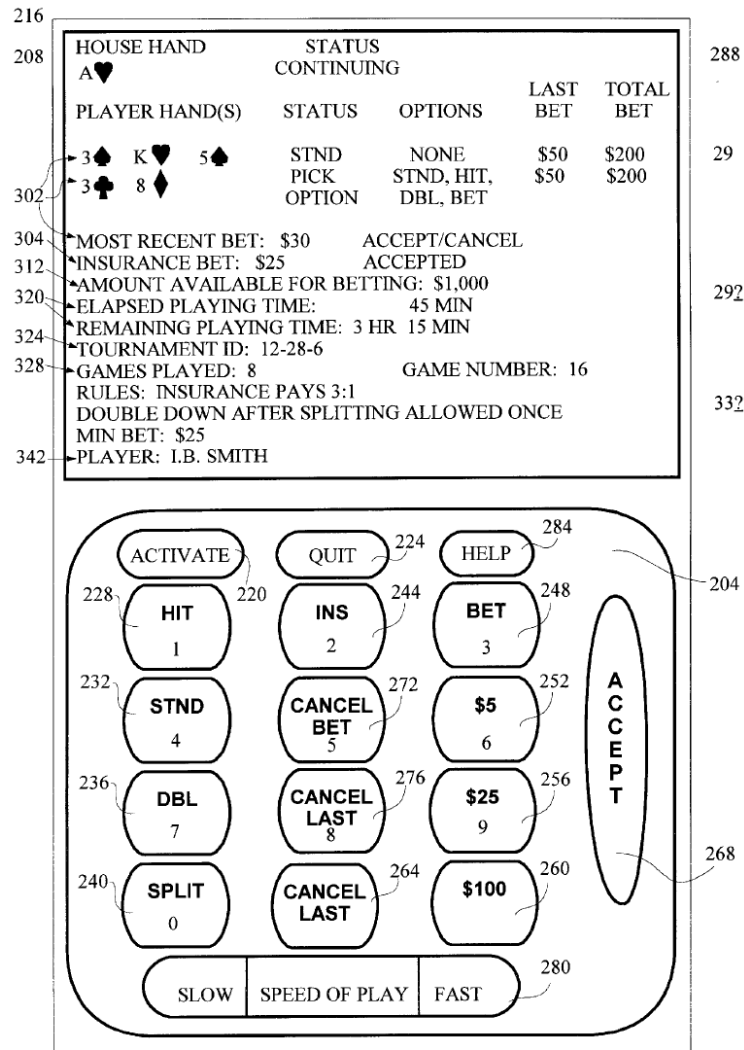 216
208
288
HOUSE HAND STATUS
A♥ CONTINUING
LAST TOTAL
PLAYER HAND(S) STATUS OPTIONS BET BET
3♠ K♥ 5♠ STND NONE $50 $200 29
3♣ 8♦ PICK STND, HIT, $50 $200
302 OPTION DBL, BET
MOST RECENT BET: $30 ACCEPT/CANCEL
304 INSURANCE BET: $25 ACCEPTED
312 AMOUNT AVAILABLE FOR BETTING: $1,000
320 ELAPSED PLAYING TIME: 45 MIN 292
REMAINING PLAYING TIME: 3 HR 15 MIN
324 TOURNAMENT ID: 12-28-6
328 GAMES PLAYED: 8 GAME NUMBER: 16
RULES: INSURANCE PAYS 3:1
DOUBLE DOWN AFTER SPLITTING ALLOWED ONCE 332
MIN BET: $25
342 PLAYER: I.B. SMITH
ACTIVATE QUIT 224 HELP 284
228 220 244 248 204
HIT INS BET
1 2 3
232 272 252
STND CANCEL $5
4 BET 6
5
236 276 256
DBL CANCEL $25
7 LAST 9
8
240 264 260 268
SPLIT CANCEL $100
0 LAST
ACCEPT
SLOW SPEED OF PLAY FAST 280